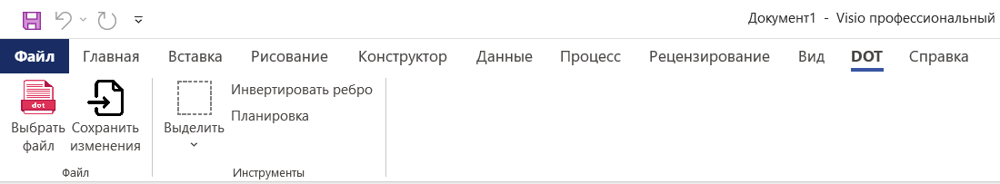 Документ1 - Visio профессиональный
Файл Главная Вставка Рисование Конструктор Данные Процесс Рецензирование Вид DOT Справка
dot
Выбрать файл
Сохранить изменения
Выделить
Инвертировать ребро
Планировка
Файл
Инструменты